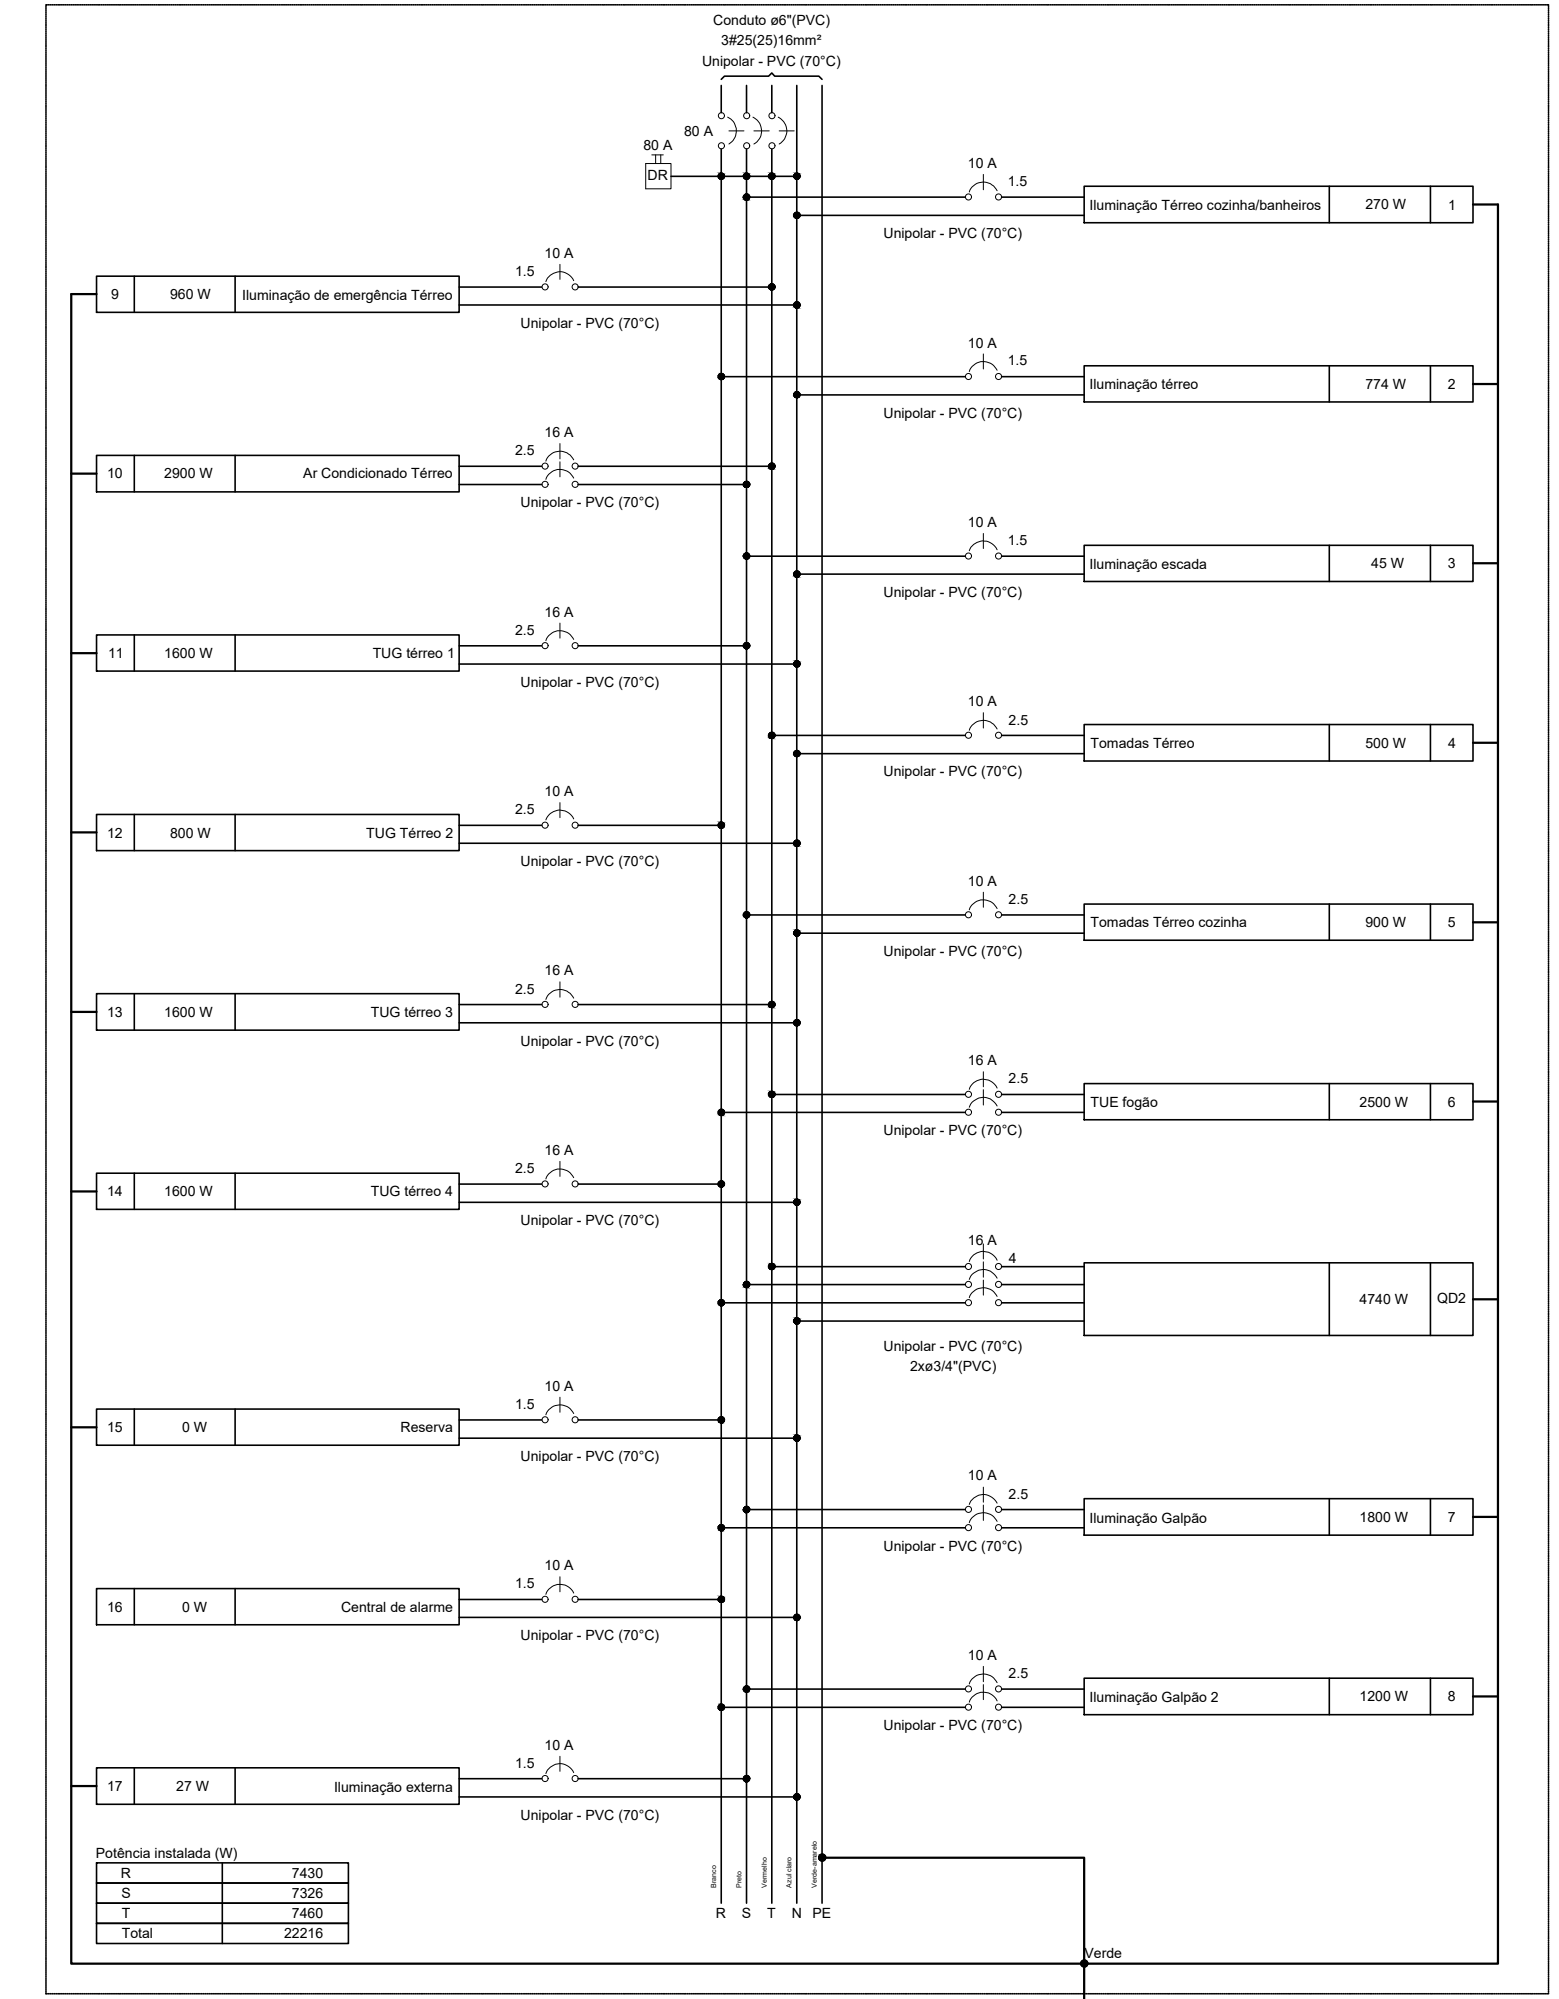 Conduto ø6"(PVC)
3#25(25)16mm²
Unipolar - PVC (70°C)
80 A
80 A
DR
10 A
1.5
Iluminação Térreo cozinha/banheiros 270 W 1
Unipolar - PVC (70°C)
10 A
1.5
9 960 W Iluminação de emergência Térreo
Unipolar - PVC (70°C)
10 A
1.5
Iluminação térreo 774 W 2
Unipolar - PVC (70°C)
16 A
2.5
10 2900 W Ar Condicionado Térreo
Unipolar - PVC (70°C)
10 A
1.5
Iluminação escada 45 W 3
Unipolar - PVC (70°C)
16 A
2.5
11 1600 W TUG térreo 1
Unipolar - PVC (70°C)
10 A
2.5
Tomadas Térreo 500 W 4
Unipolar - PVC (70°C)
10 A
2.5
12 800 W TUG Térreo 2
Unipolar - PVC (70°C)
10 A
2.5
Tomadas Térreo cozinha 900 W 5
Unipolar - PVC (70°C)
16 A
2.5
13 1600 W TUG térreo 3
Unipolar - PVC (70°C)
16 A
2.5
TUE fogão 2500 W 6
Unipolar - PVC (70°C)
16 A
2.5
14 1600 W TUG térreo 4
Unipolar - PVC (70°C)
16 A
4
4740 W QD2
Unipolar - PVC (70°C)
2xø3/4"(PVC)
10 A
1.5
15 0 W Reserva
Unipolar - PVC (70°C)
10 A
2.5
Iluminação Galpão 1800 W 7
Unipolar - PVC (70°C)
10 A
1.5
16 0 W Central de alarme
Unipolar - PVC (70°C)
10 A
2.5
Iluminação Galpão 2 1200 W 8
Unipolar - PVC (70°C)
10 A
1.5
17 27 W Iluminação externa
Unipolar - PVC (70°C)
Potência instalada (W)
R 7430
S 7326
T 7460
Total 22216
Branco
Preto
Vermelho
Azul claro
Verde-amarelo
R S T N PE
Verde